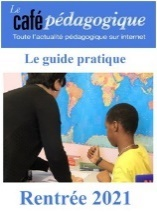 Le
café pédagogique
Toute l'actualité pédagogique sur internet
Le guide pratique
Rentrée 2021